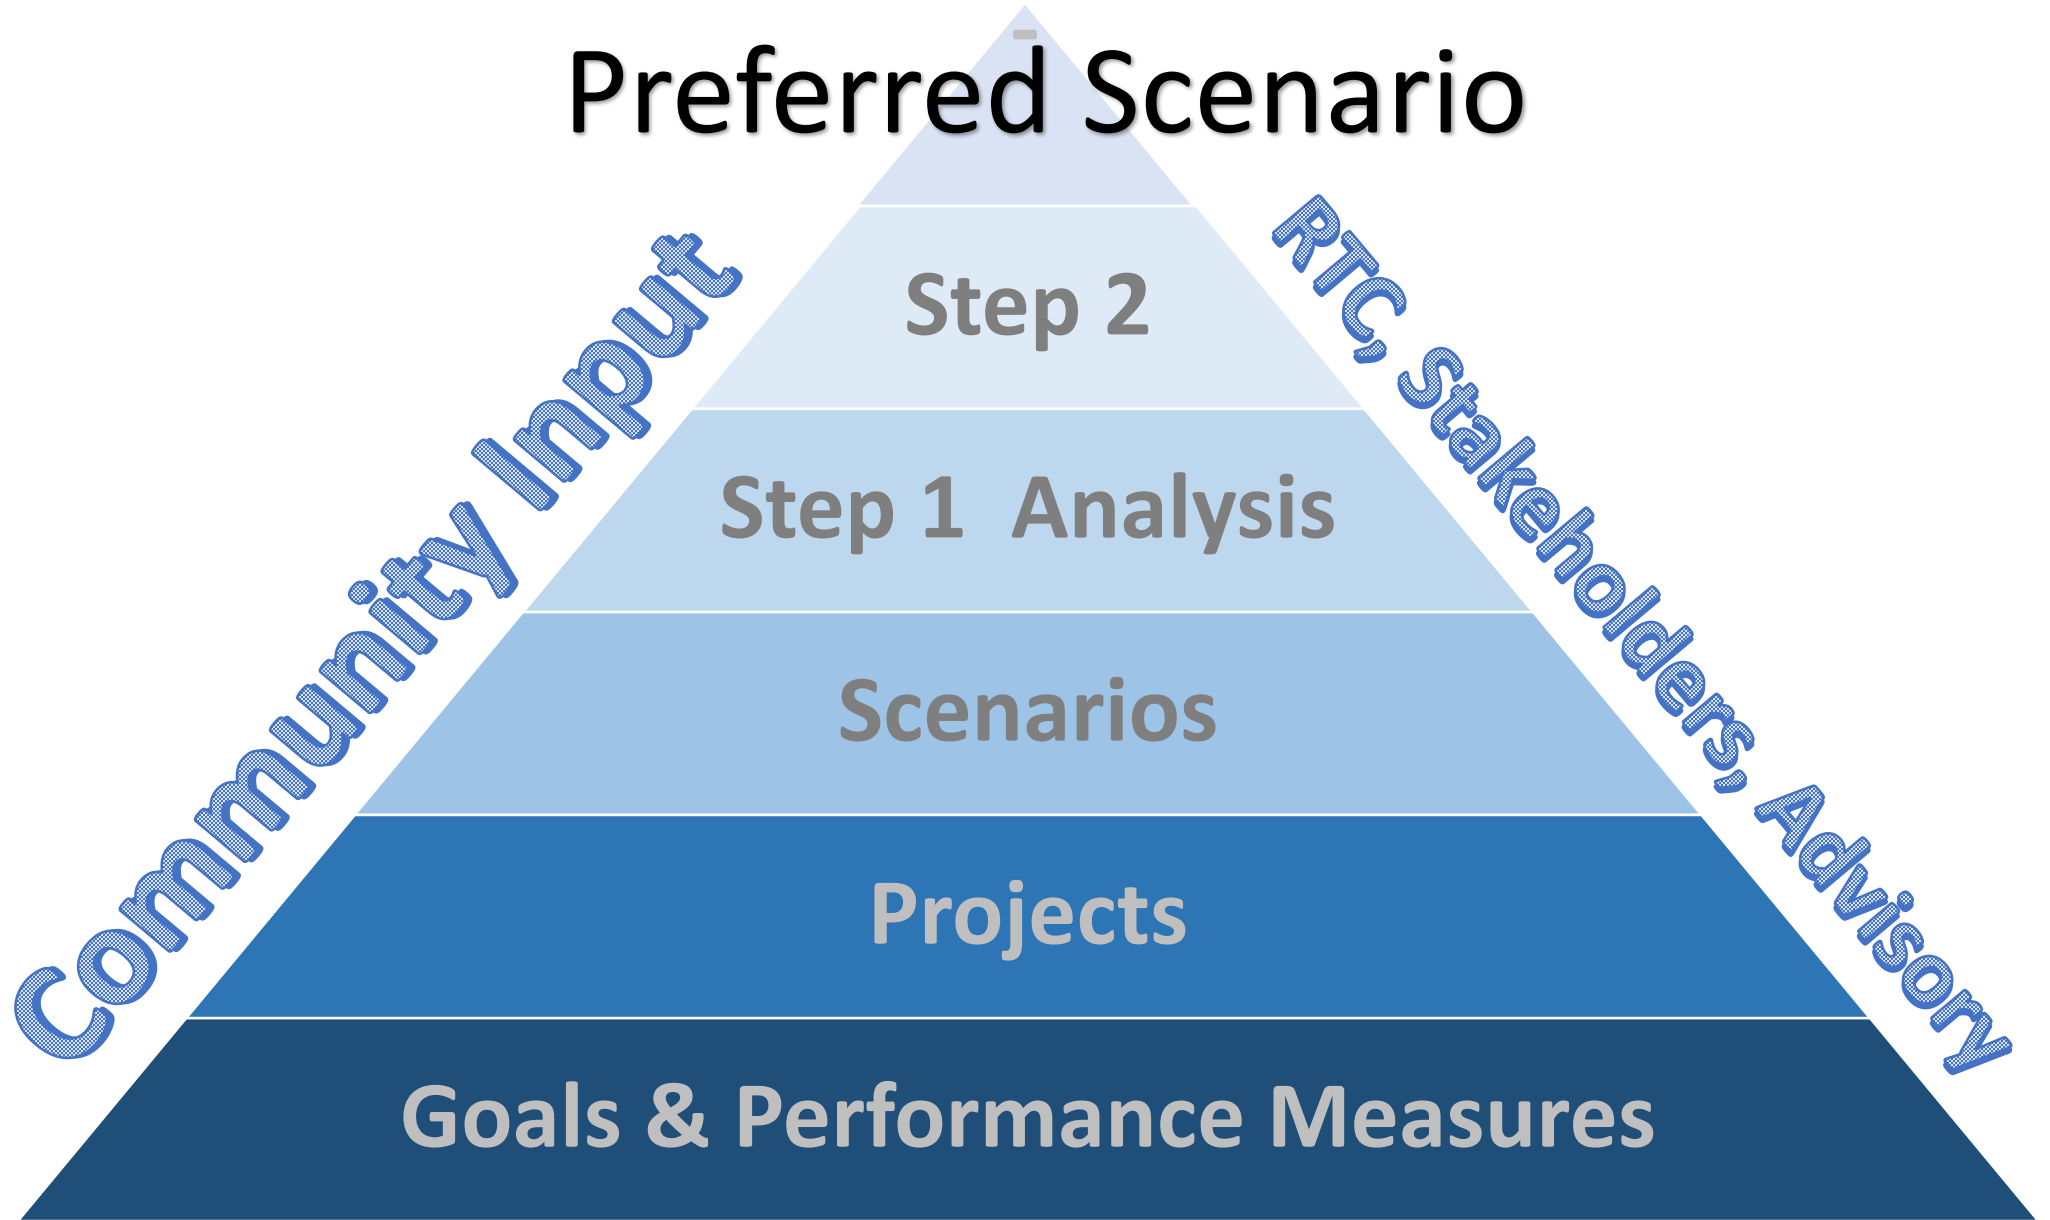 Preferred Scenario
Community Input
RTC, Stakeholders, Advisory
Step 2
Step 1  Analysis
Scenarios
Projects
Goals & Performance Measures